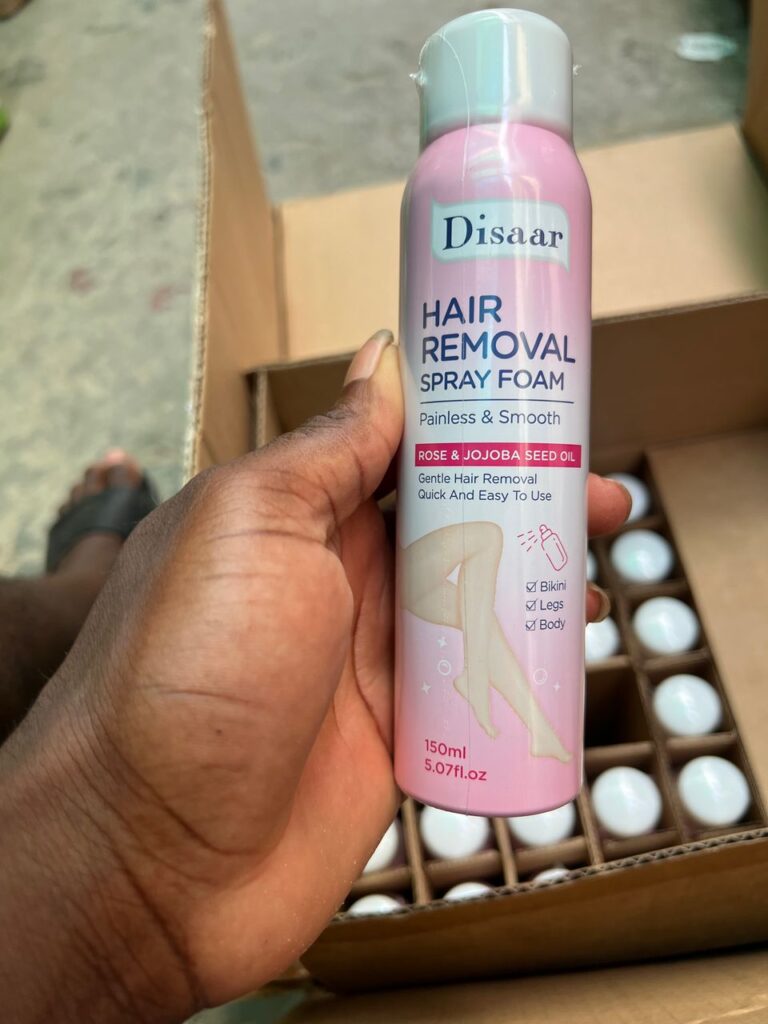 Disaar
HAIR
REMOVAL
SPRAY FOAM
Painless & Smooth
ROSE & JOJOBA SEED OIL
Gentle Hair Removal
Quick And Easy To Use
Bikini
Legs
Body
150ml
5.07fl.oz